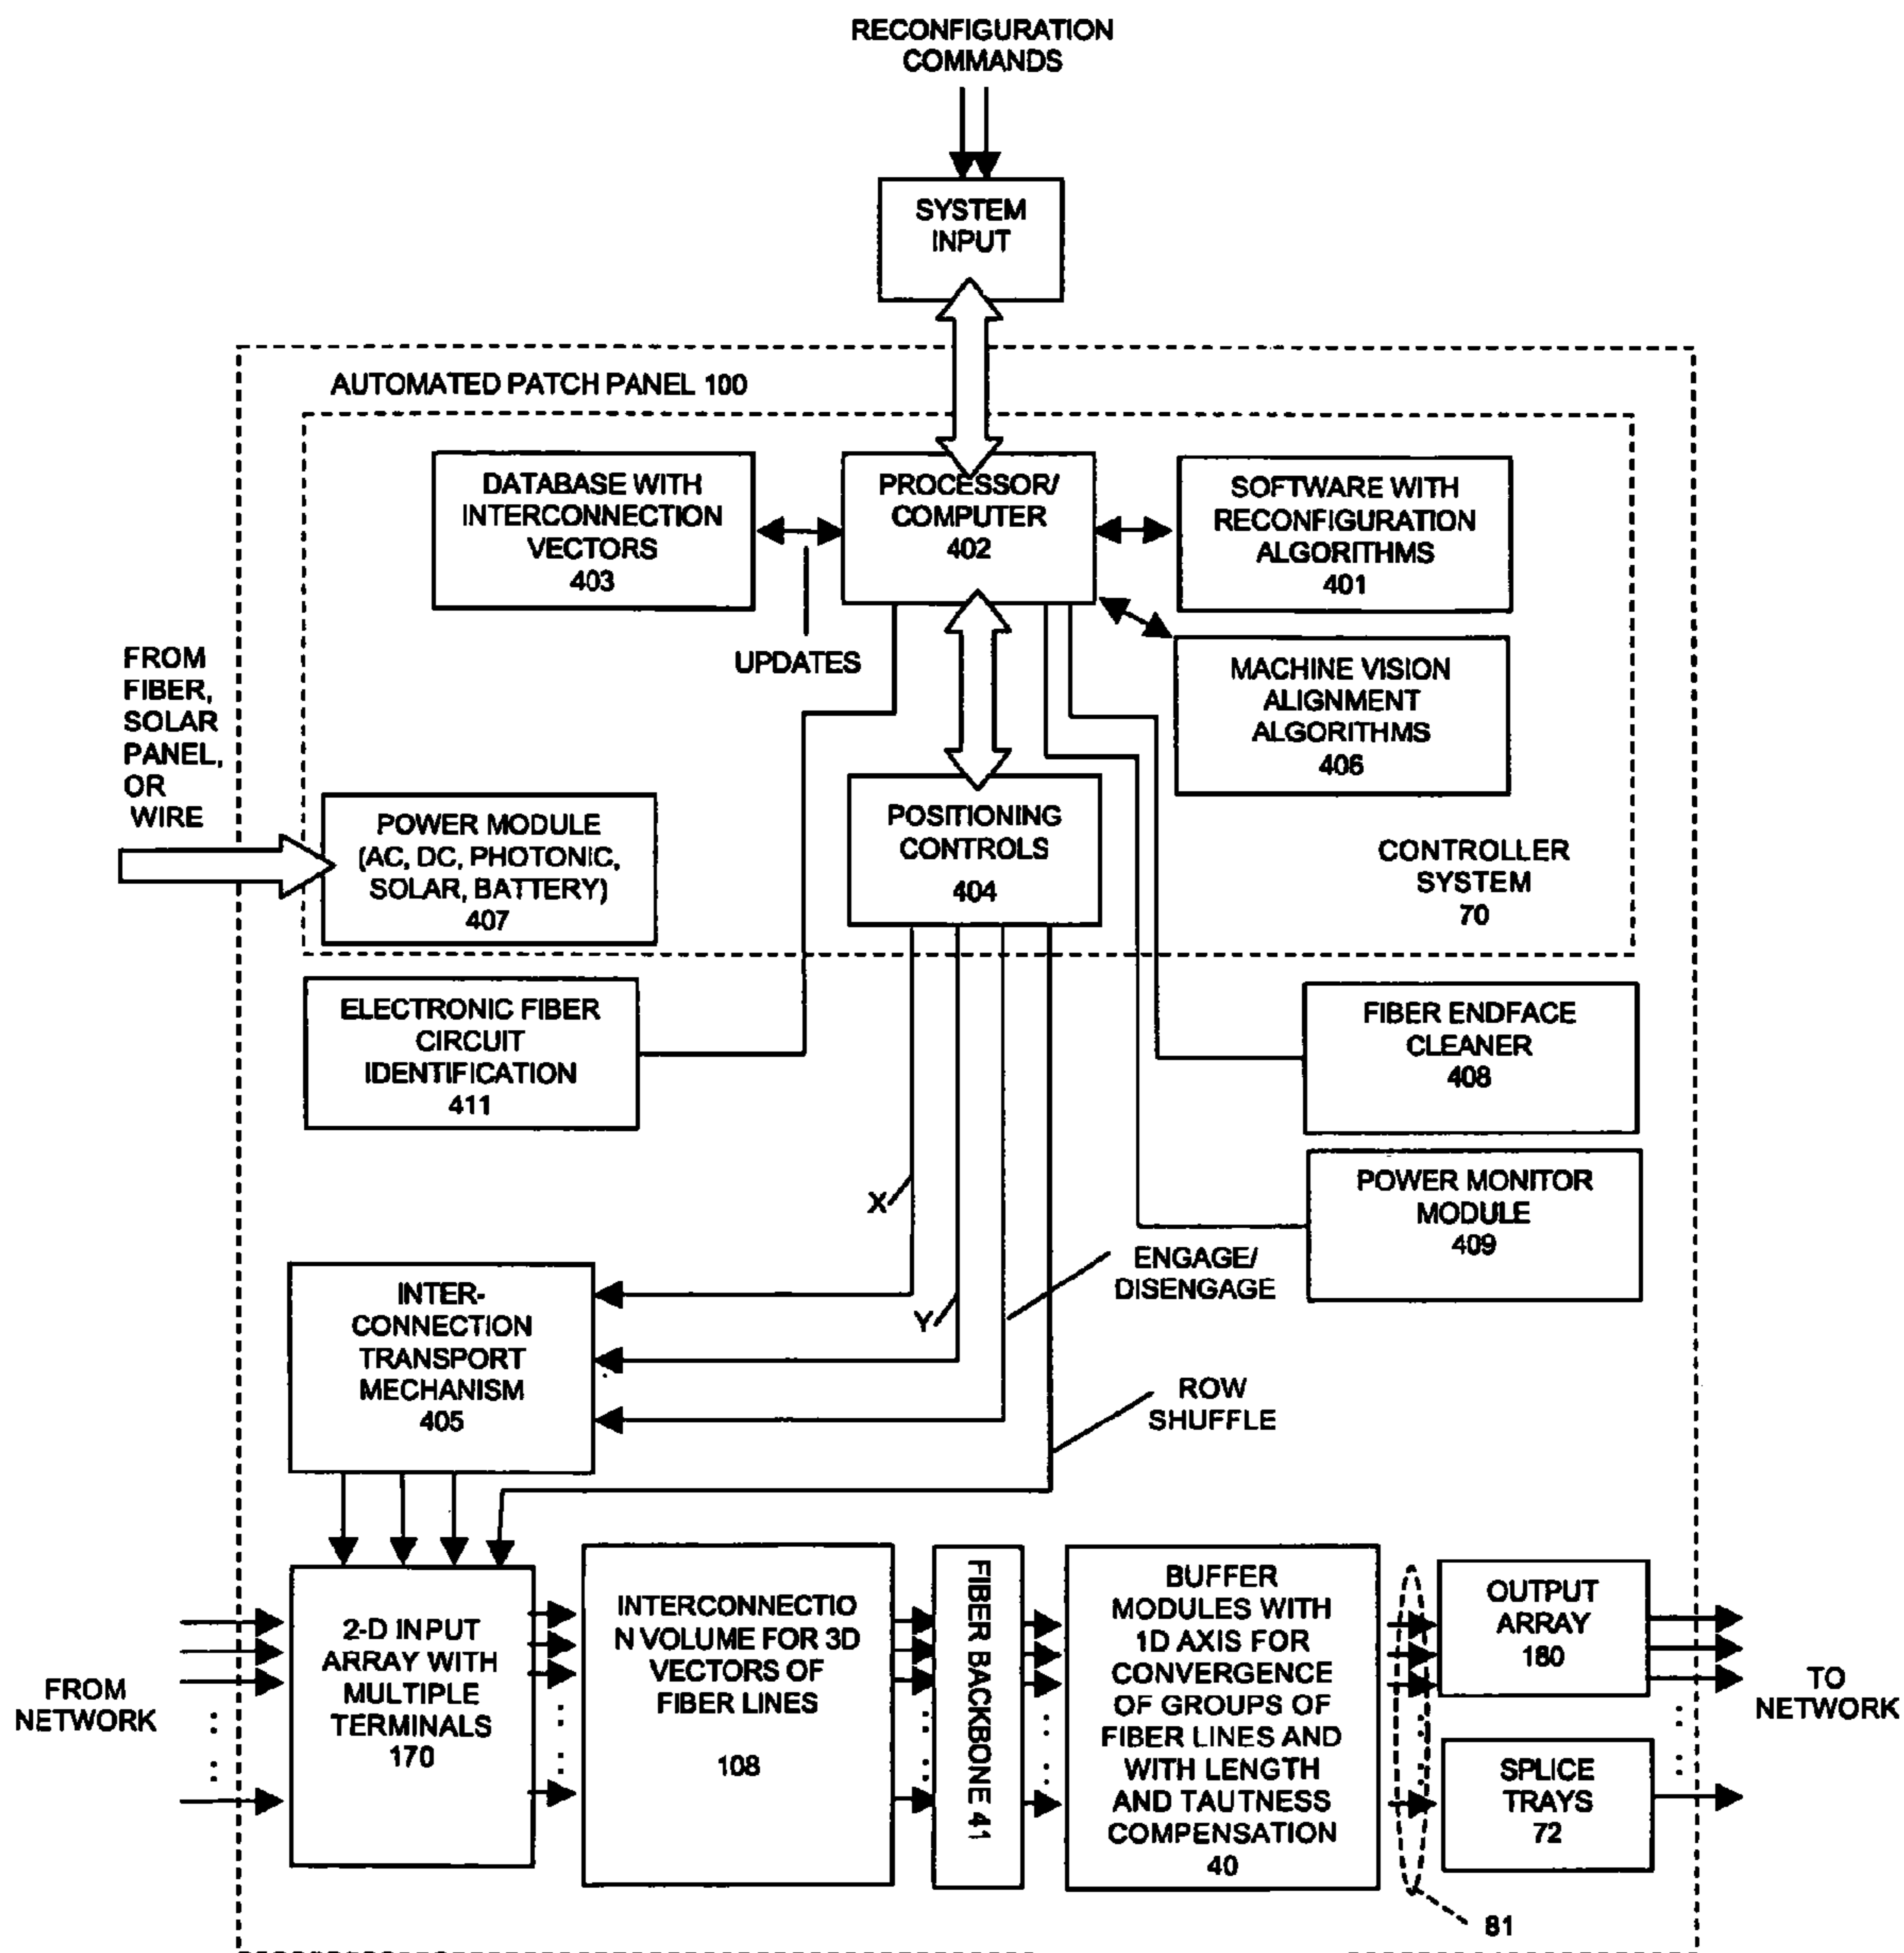 RECONFIGURATION
COMMANDS
SYSTEM
INPUT
AUTOMATED PATCH PANEL 100
DATABASE WITH
INTERCONNECTION
VECTORS
403
PROCESSOR/
COMPUTER
402
SOFTWARE WITH
RECONFIGURATION
ALGORITHMS
401
UPDATES
MACHINE VISION
ALIGNMENT
ALGORITHMS
406
FROM
FIBER,
SOLAR
PANEL,
OR
WIRE
POWER MODULE
(AC, DC, PHOTONIC,
SOLAR, BATTERY)
407
POSITIONING
CONTROLS
404
CONTROLLER
SYSTEM
70
ELECTRONIC FIBER
CIRCUIT
IDENTIFICATION
411
FIBER ENDFACE
CLEANER
408
POWER MONITOR
MODULE
409
X
Y
ENGAGE/
DISENGAGE
INTER-
CONNECTION
TRANSPORT
MECHANISM
405
ROW
SHUFFLE
FROM
NETWORK
2-D INPUT
ARRAY WITH
MULTIPLE
TERMINALS
170
INTERCONNECTIO
N VOLUME FOR 3D
VECTORS OF
FIBER LINES
108
FIBER BACKBONE 41
BUFFER
MODULES WITH
1D AXIS FOR
CONVERGENCE
OF GROUPS OF
FIBER LINES AND
WITH LENGTH
AND TAUTNESS
COMPENSATION
40
OUTPUT
ARRAY
180
SPLICE
TRAYS
72
TO
NETWORK
81